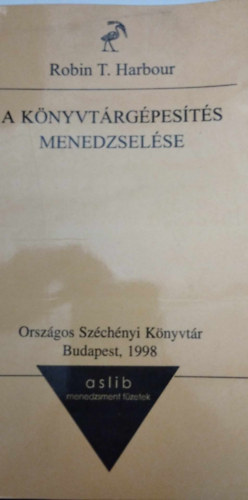 Robin T. Harbour
A KÖNYVTÁRGÉPESÍTÉS
MENEDZSELÉSE
Országos Széchényi Könyvtár
Budapest, 1998
aslib
menedzsment füzetek